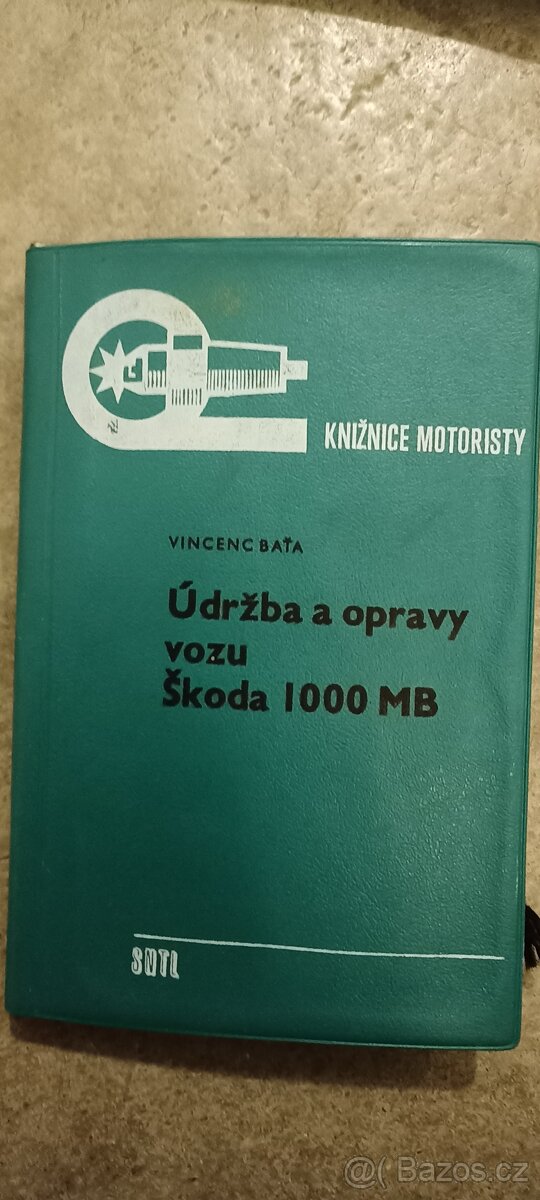 KNIŽNICE MOTORISTY
VINCENC BAŤA
Údržba a opravy
vozu
Škoda 1000 MB
SNTL
@ Bazos.cz